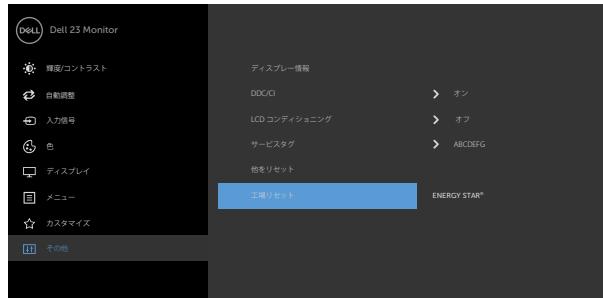 DELL Dell 23 Monitor
輝度/コントラスト
自動調整
入力信号
色
ディスプレイ
メニュー
カスタマイズ
その他
ディスプレー情報
DDC/CI オン
LCD コンディショニング オフ
サービスタグ ABCDEFG
他をリセット
工場リセット ENERGY STAR®